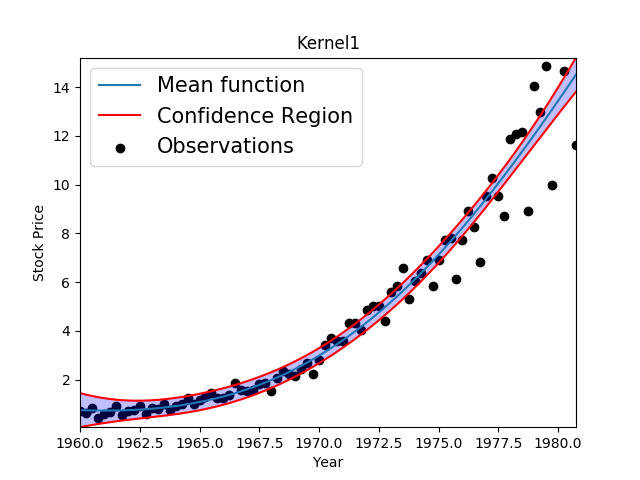 Kernel1
Mean function
Confidence Region
Observations
Stock Price
14
12
10
8
6
4
2
1960.0 1962.5 1965.0 1967.5 1970.0 1972.5 1975.0 1977.5 1980.0
Year